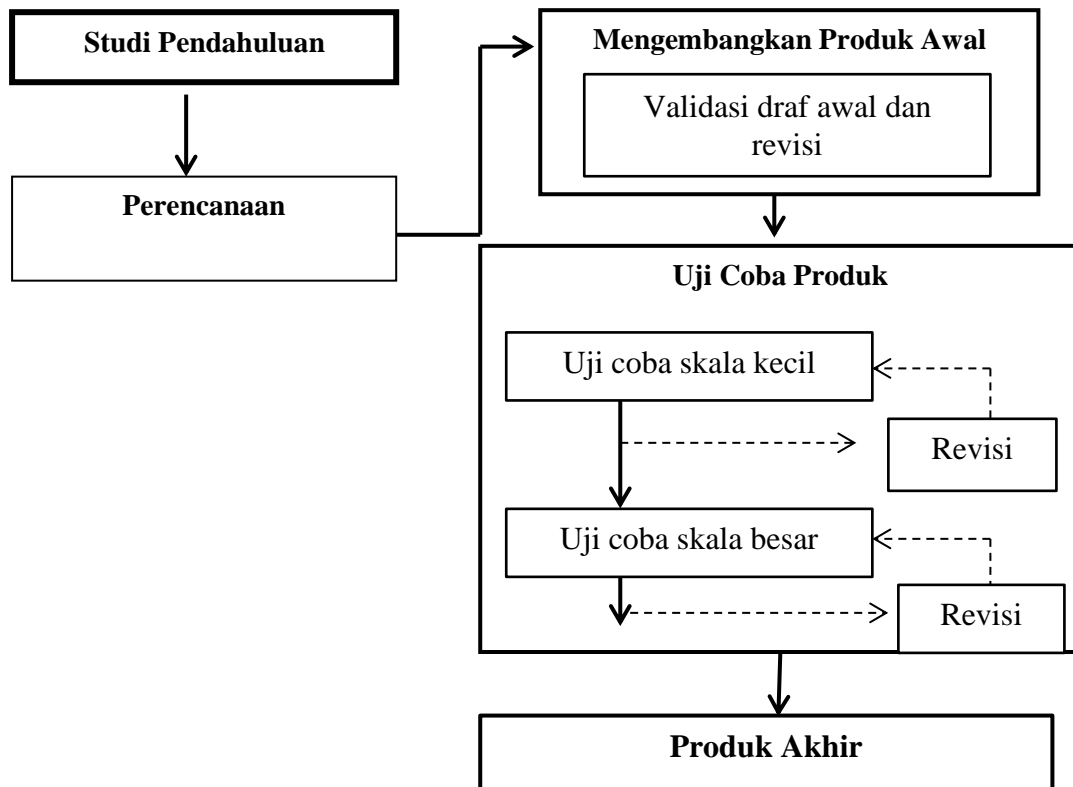 Studi Pendahuluan
Perencanaan
Mengembangkan Produk Awal
Validasi draf awal dan
revisi
Uji Coba Produk
Uji coba skala kecil
Revisi
Uji coba skala besar
Revisi
Produk Akhir